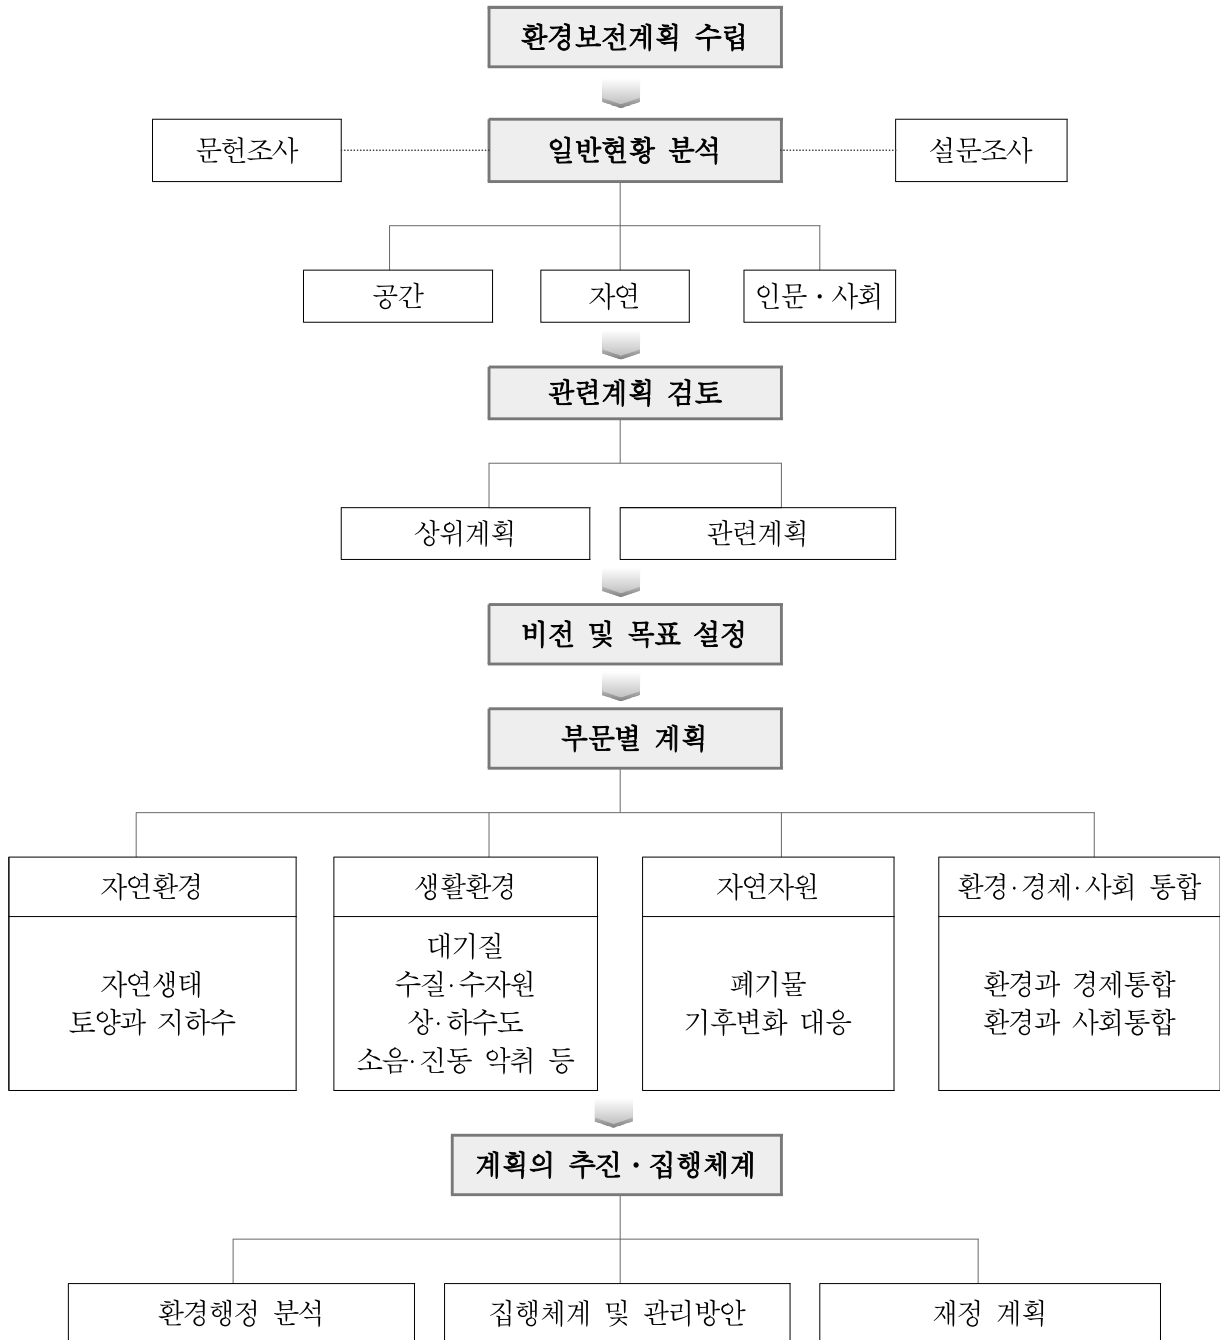 환경보전계획 수립
문헌조사
일반현황 분석
설문조사
공간
자연
인문·사회
관련계획 검토
상위계획
관련계획
비전 및 목표 설정
부문별 계획
자연환경
자연생태
토양과 지하수
생활환경
대기질
수질·수자원
상·하수도
소음·진동 악취 등
자연자원
폐기물
기후변화 대응
환경·경제·사회 통합
환경과 경제통합
환경과 사회통합
계획의 추진·집행체계
환경행정 분석
집행체계 및 관리방안
재정 계획